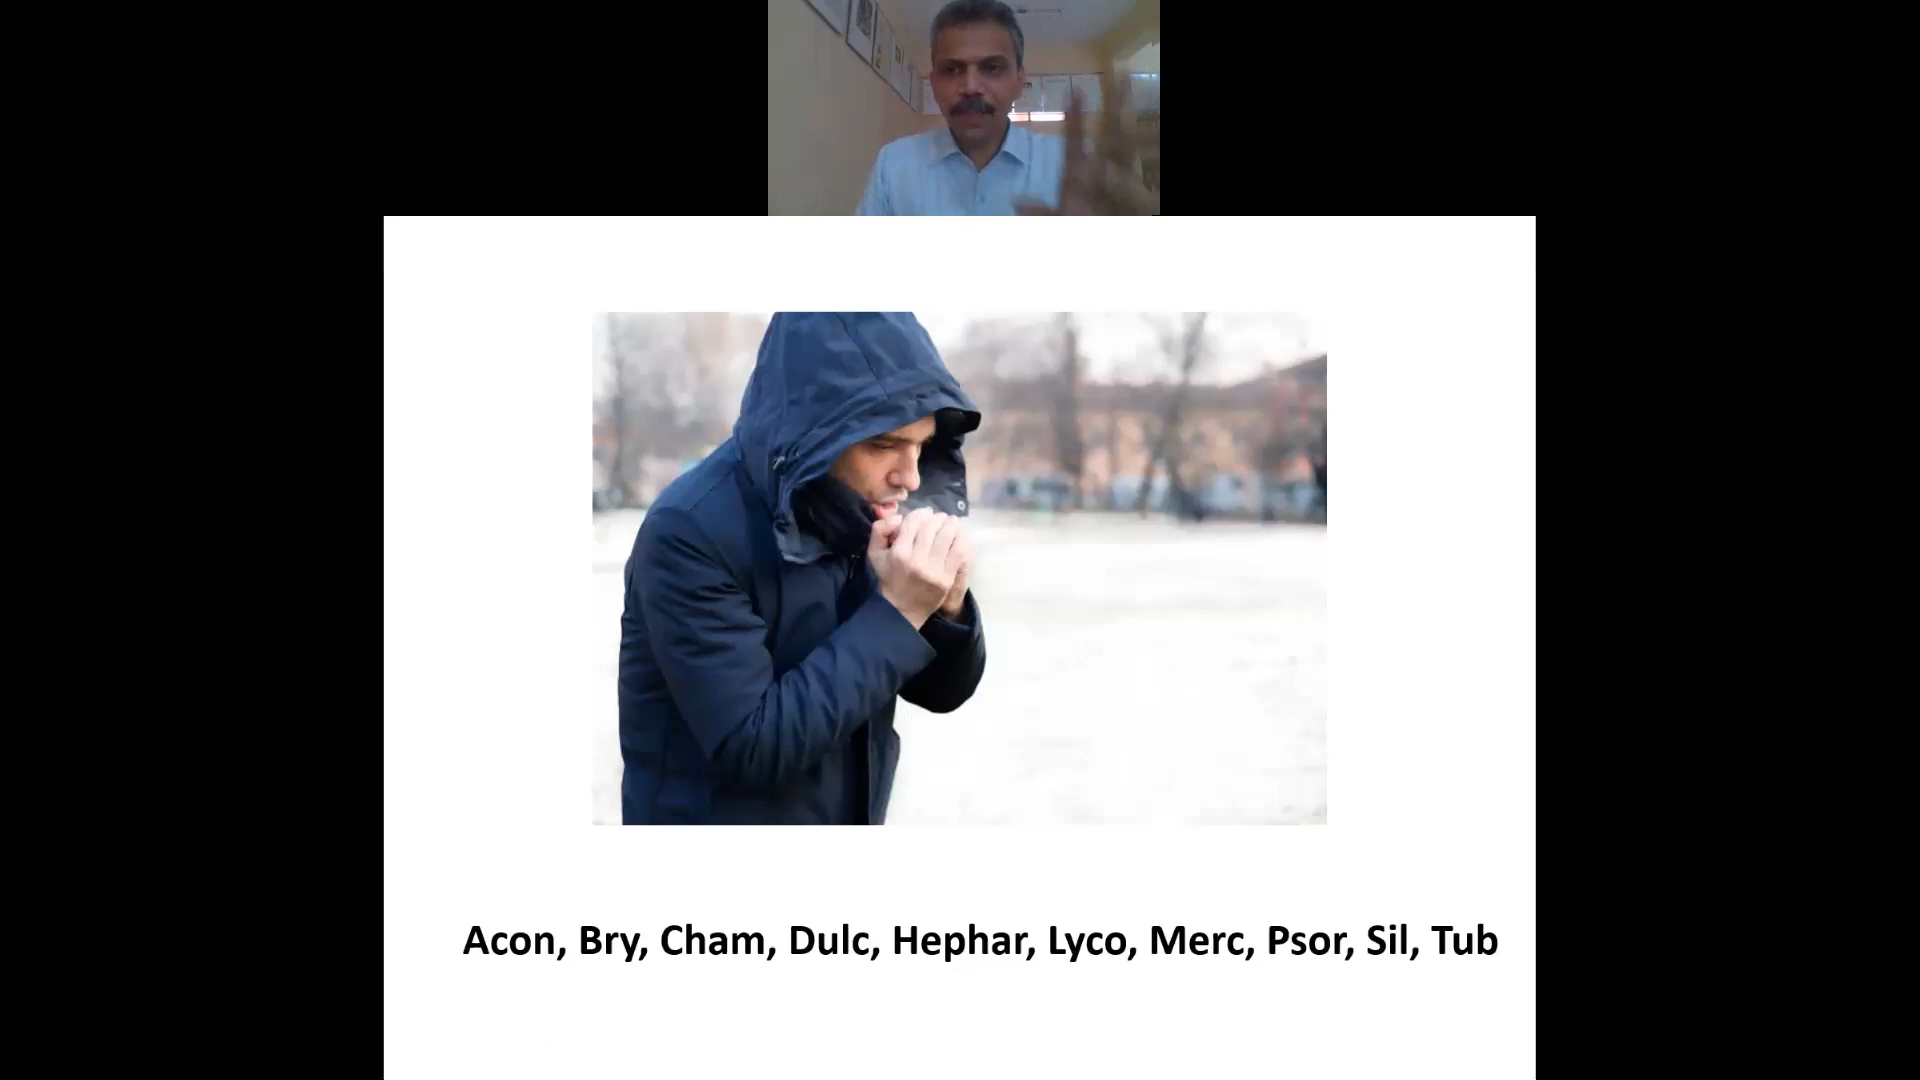 Acon, Bry, Cham, Dulc, Hephar, Lyco, Merc, Psor, Sil, Tub